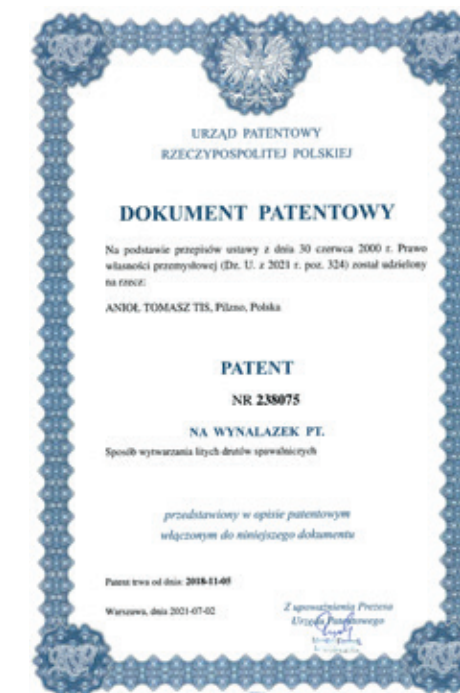 URZĄD PATENTOWY
RZECZYPOSPOLITEJ POLSKIEJ
DOKUMENT PATENTOWY
Na podstawie przepisów ustawy z dnia 30 czerwca 2000 r. Prawo
własności przemysłowej (Dz. U. z 2021 r. poz. 324) został udzielony
na rzecz:
ANIOŁ TOMASZ TIS, Pilzno, Polska
PATENT
NR 238075
NA WYNALAZEK PT.
Sposób wytwarzania litych drutów spawalniczych
przedstawiony w opisie patentowym
włączonym do niniejszego dokumentu
Patent trwa od dnia: 2018-11-05
Warszawa, dnia 2021-07-02
Z upoważnienia Prezesa
Urzędu Patentowego